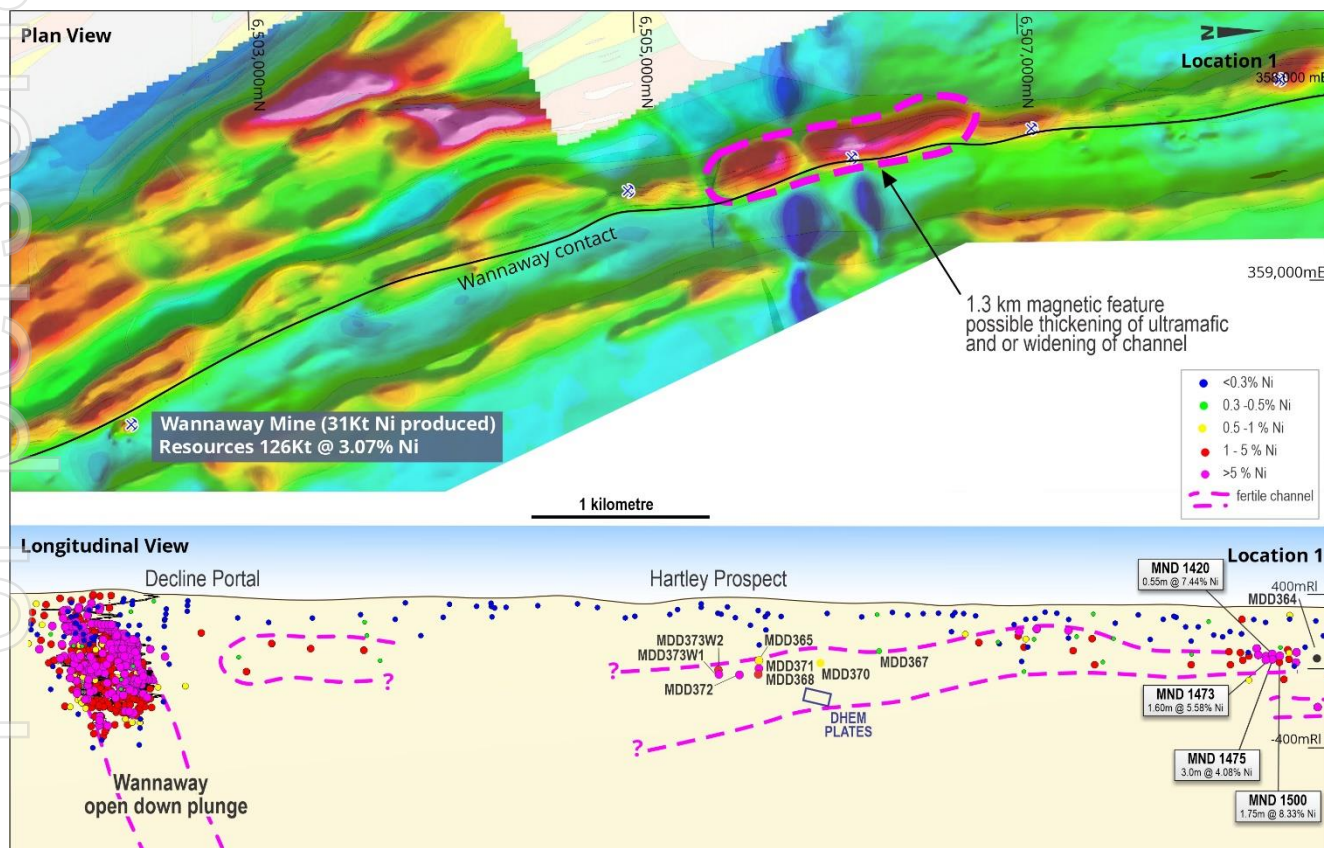 Plan View
6,503,000mN
6,505,000mN
6,507,000mN
N
Location 1
358,000 mE
Wannaway contact
359,000mE
1.3 km magnetic feature
possible thickening of ultramafic
and or widening of channel
Wannaway Mine (31Kt Ni produced)
Resources 126Kt @ 3.07% Ni
<0.3% Ni
0.3 -0.5% Ni
0.5 -1 % Ni
1 - 5 % Ni
>5 % Ni
fertile channel
1 kilometre
Longitudinal View
Location 1
Decline Portal
Hartley Prospect
MND 1420
0.55m @ 7.44% Ni
400mRl
MDD364
MDD373W2
MDD373W1
MDD365
MDD371
MDD368
MDD372
MDD370
MDD367
?
?
?
DHEM
PLATES
MND 1473
1.60m @ 5.58% Ni
-400mRl
MND 1475
3.0m @ 4.08% Ni
MND 1500
1.75m @ 8.33% Ni
Wannaway
open down plunge